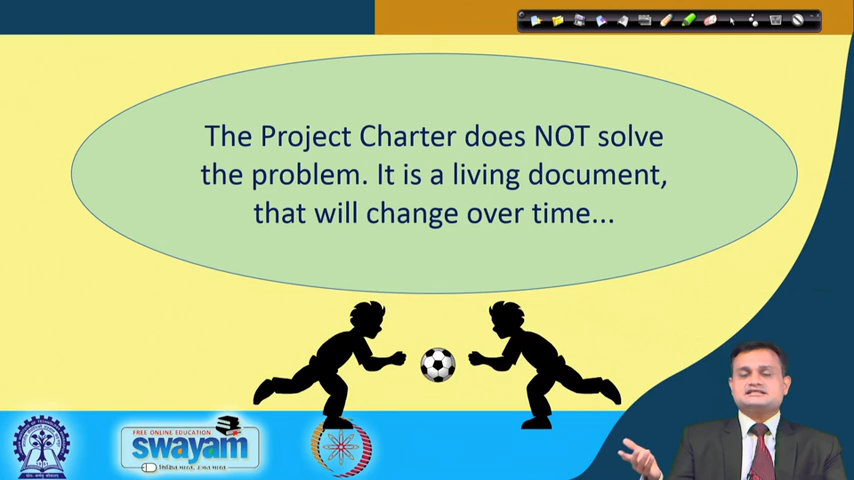 The Project Charter does NOT solve
the problem. It is a living document,
that will change over time...
FREE ONLINE EDUCATION
swayam